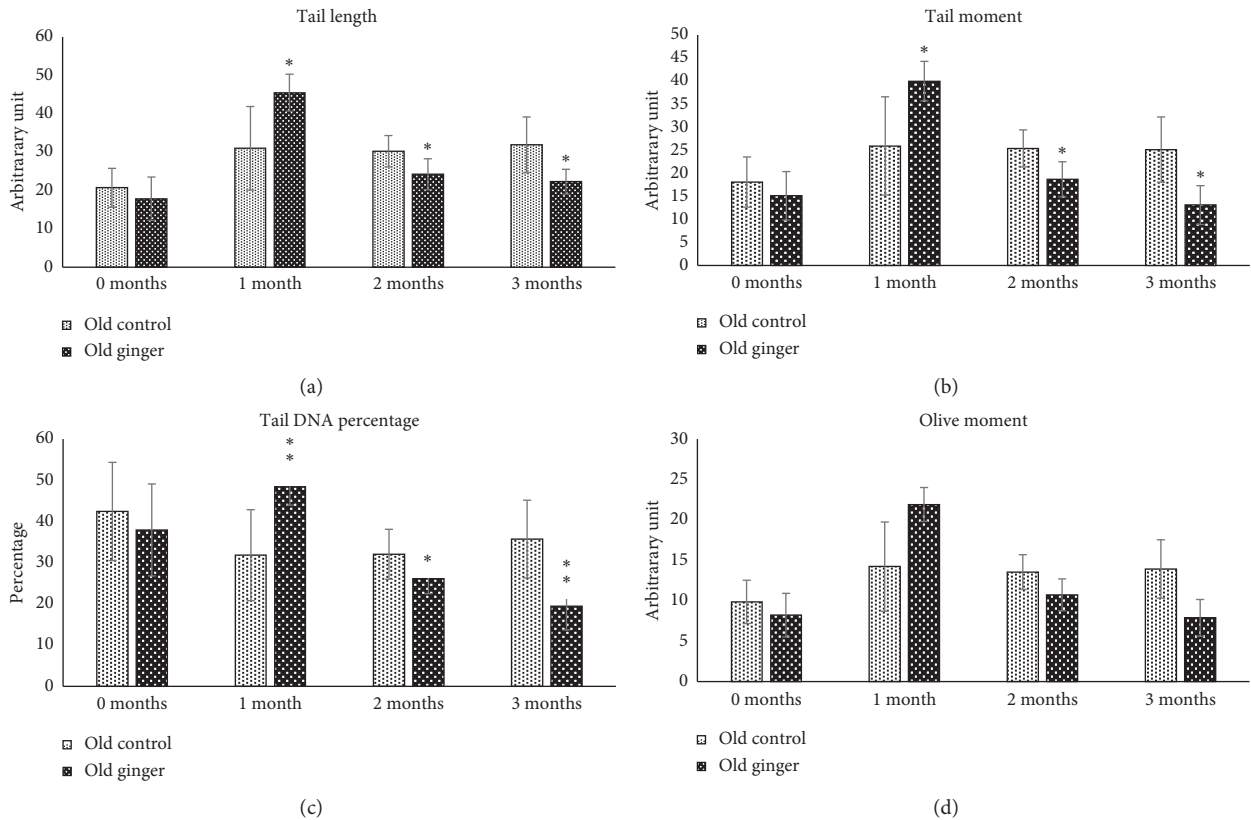 Tail length
60
50
40
30
20
10
0
Arbitrarary unit
*
*
*
0 months 1 month 2 months 3 months
Old control
Old ginger
(a)
Tail moment
50
45
40
35
30
25
20
15
10
5
0
Arbitrarary unit
*
*
*
0 months 1 month 2 months 3 months
Old control
Old ginger
(b)
Tail DNA percentage
60
50
40
30
20
10
0
Percentage
*
*
*
*
*
0 months 1 month 2 months 3 months
Old control
Old ginger
(c)
Olive moment
30
25
20
15
10
5
0
Arbitrarary unit
0 months 1 month 2 months 3 months
Old control
Old ginger
(d)